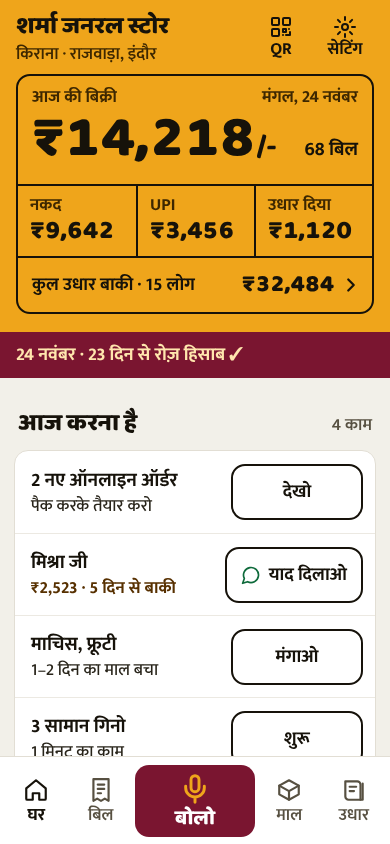 शर्मा जनरल स्टोर
किराना · राजवाड़ा, इंदौर
QR
सेटिंग
आज की बिक्री
मंगल, 24 नवंबर
₹14,218/-
68 बिल
नकद
₹9,642
UPI
₹3,456
उधार दिया
₹1,120
कुल उधार बाकी · 15 लोग
₹32,484
24 नवंबर · 23 दिन से रोज़ हिसाब ✓
आज करना है
4 काम
2 नए ऑनलाइन ऑर्डर
पैक करके तैयार करो
देखो
मिश्रा जी
₹2,523 · 5 दिन से बाकी
याद दिलाओ
माचिस, फ्रूटी
1–2 दिन का माल बचा
मंगाओ
3 सामान गिनो
1 मिनट का काम
शुरू
घर
बिल
बोलो
माल
उधार